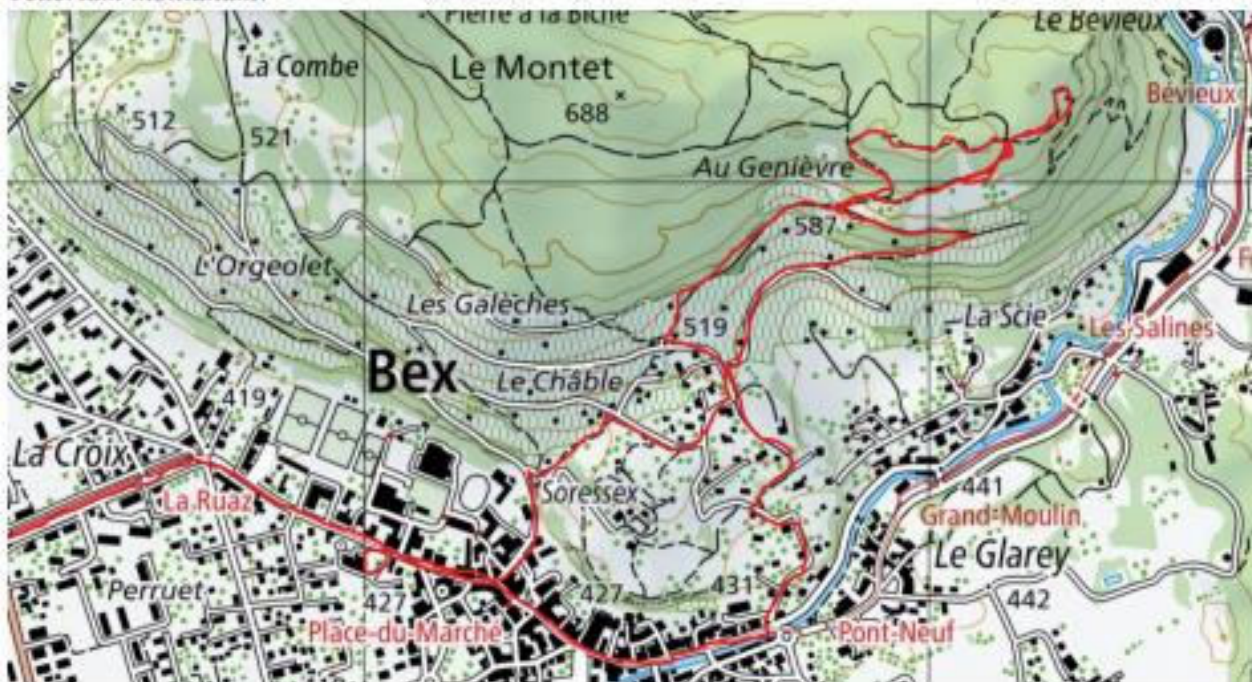 Pierre à la Biche
Le Bévieux
La Combe
Le Montet
688
Bévieux
512
521
Au Genièvre
587
L'Orgeolet
Les Galèches
519
La Scie
Les Salines
Bex
Le Châble
419
La Croix
La Ruaz
Soressex
441
Grand-Moulin
Le Glarey
Perruet
427
427
431
442
Place-du-Marché
Pont-Neuf